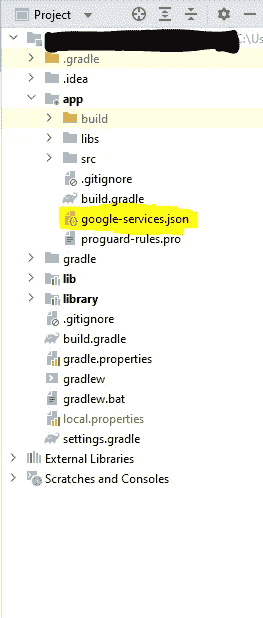 Project
C:\Us
.gradle
.idea
app
build
libs
src
.gitignore
build.gradle
google-services.json
proguard-rules.pro
gradle
lib
library
.gitignore
build.gradle
gradle.properties
gradlew
gradlew.bat
local.properties
settings.gradle
External Libraries
Scratches and Consoles